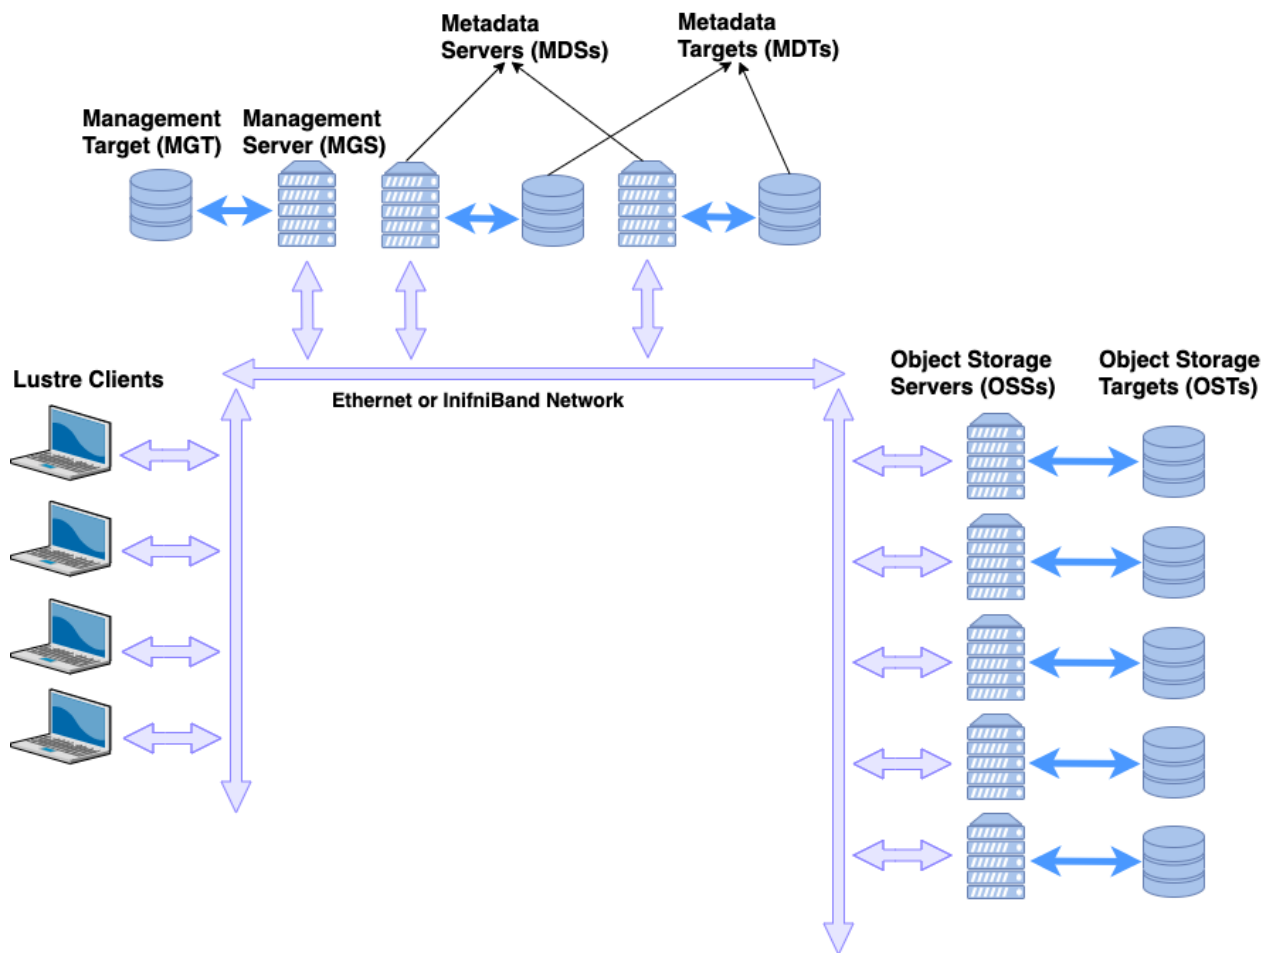 Metadata
Servers (MDSs)
Metadata
Targets (MDTs)
Management
Target (MGT)
Management
Server (MGS)
Lustre Clients
Ethernet or InifniBand Network
Object Storage
Servers (OSSs)
Object Storage
Targets (OSTs)